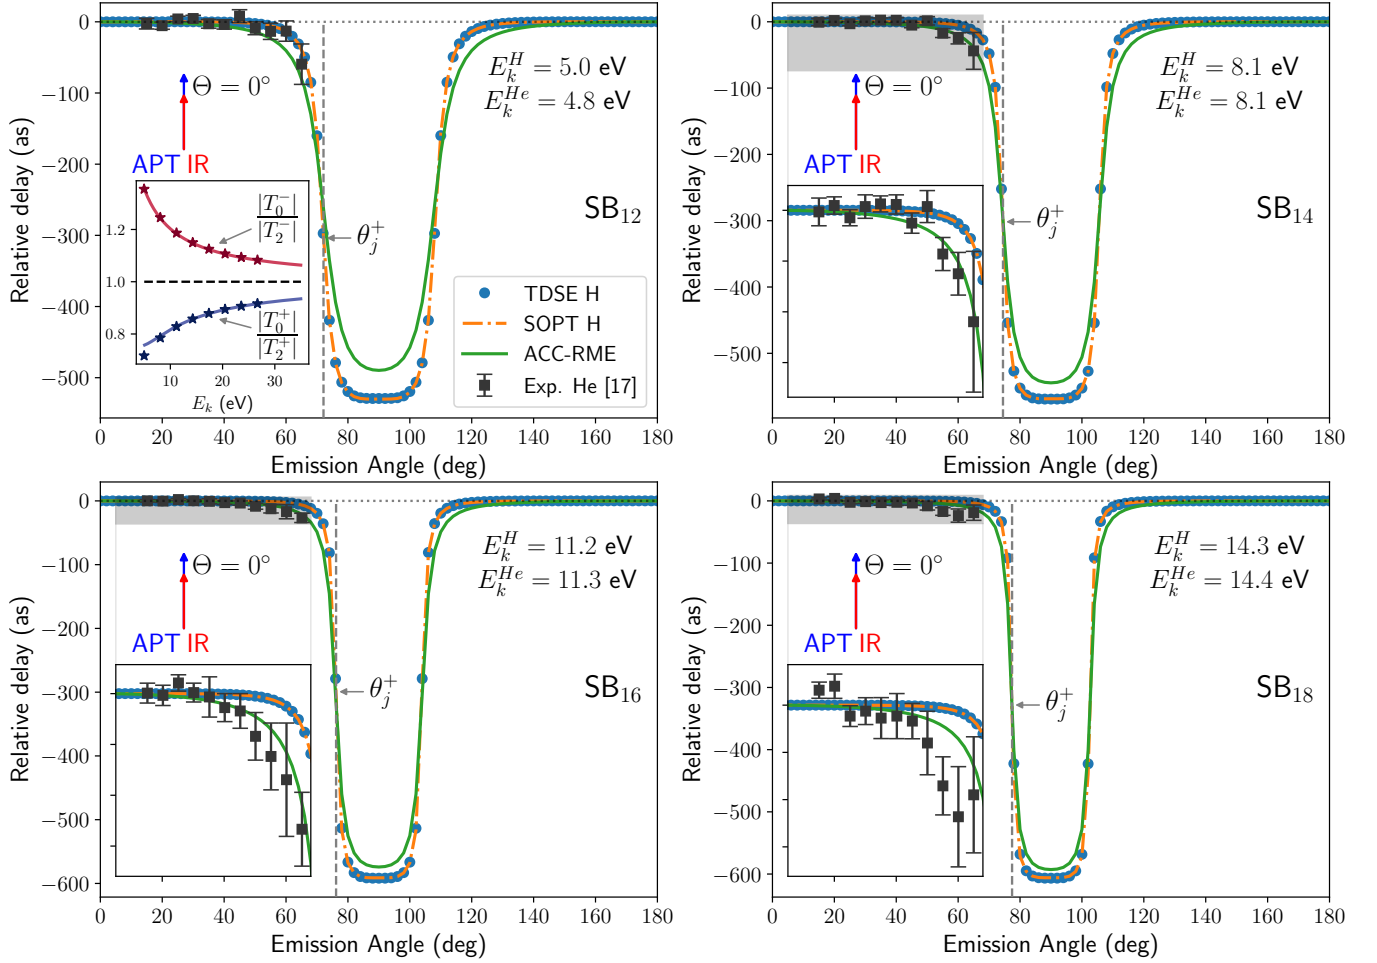 0
−100
−200
−300
−400
−500
Relative delay (as)
0 20 40 60 80 100 120 140 160 180
Emission Angle (deg)
Θ = 0°
APT IR
E_k^H = 5.0 eV
E_k^He = 4.8 eV
SB12
θ_j^+
1.2
1.0
0.8
|T_0^−|
|T_2^−|
|T_0^+|
|T_2^+|
10 20 30
E_k (eV)
TDSE H
SOPT H
ACC-RME
Exp. He [17]
0
−100
−200
−300
−400
−500
Relative delay (as)
0 20 40 60 80 100 120 140 160 180
Emission Angle (deg)
Θ = 0°
APT IR
E_k^H = 8.1 eV
E_k^He = 8.1 eV
SB14
θ_j^+
0
−100
−200
−300
−400
−500
−600
Relative delay (as)
0 20 40 60 80 100 120 140 160 180
Emission Angle (deg)
Θ = 0°
APT IR
E_k^H = 11.2 eV
E_k^He = 11.3 eV
SB16
θ_j^+
0
−100
−200
−300
−400
−500
−600
Relative delay (as)
0 20 40 60 80 100 120 140 160 180
Emission Angle (deg)
Θ = 0°
APT IR
E_k^H = 14.3 eV
E_k^He = 14.4 eV
SB18
θ_j^+